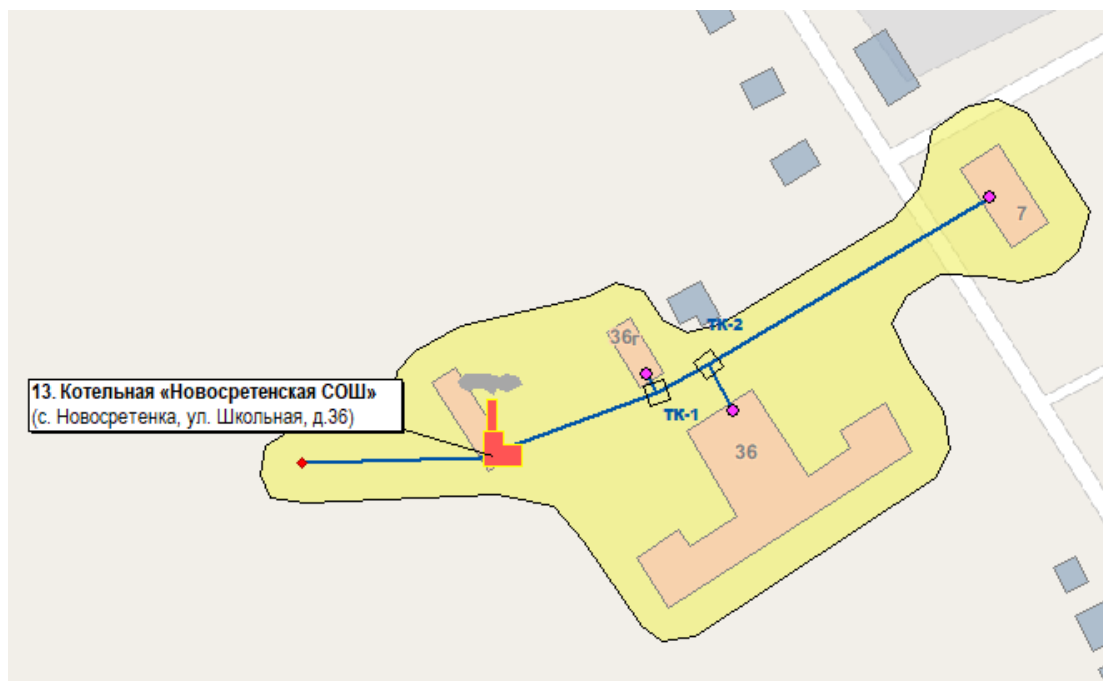 7
ТК-2
36г
13. Котельная «Новосретенская СОШ»
(с. Новосретенка, ул. Школьная, д.36)
ТК-1
36